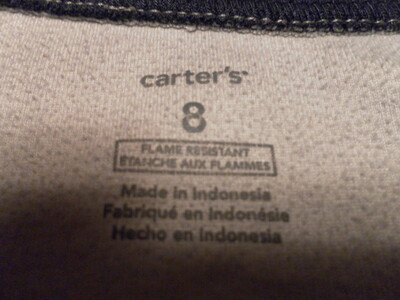 carter's
8
FLAME RESISTANT
ÉTANCHE AUX FLAMMES
Made in Indonesia
Fabriqué en Indonésie
Hecho en Indonesia